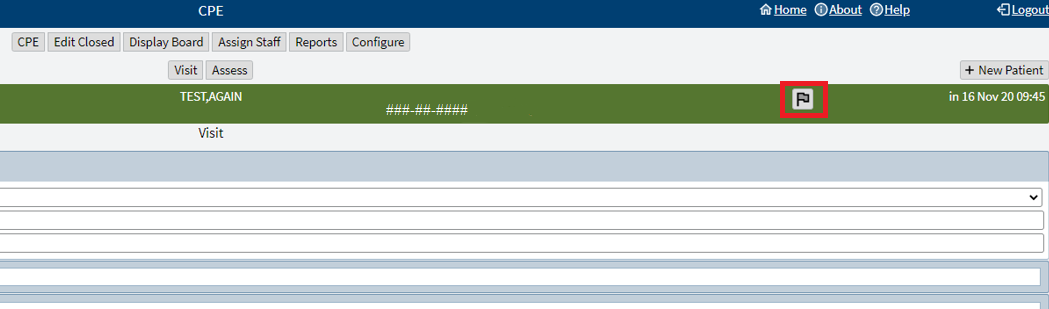 CPE Home About Help Logout
CPE Edit Closed Display Board Assign Staff Reports Configure
Visit Assess + New Patient
TEST,AGAIN in 16 Nov 20 09:45
###-##-####
Visit